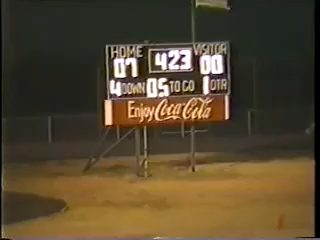 HOME 423 VISITOR
07 00
4 DOWN 05 TO GO 1 QTR
Enjoy Coca-Cola